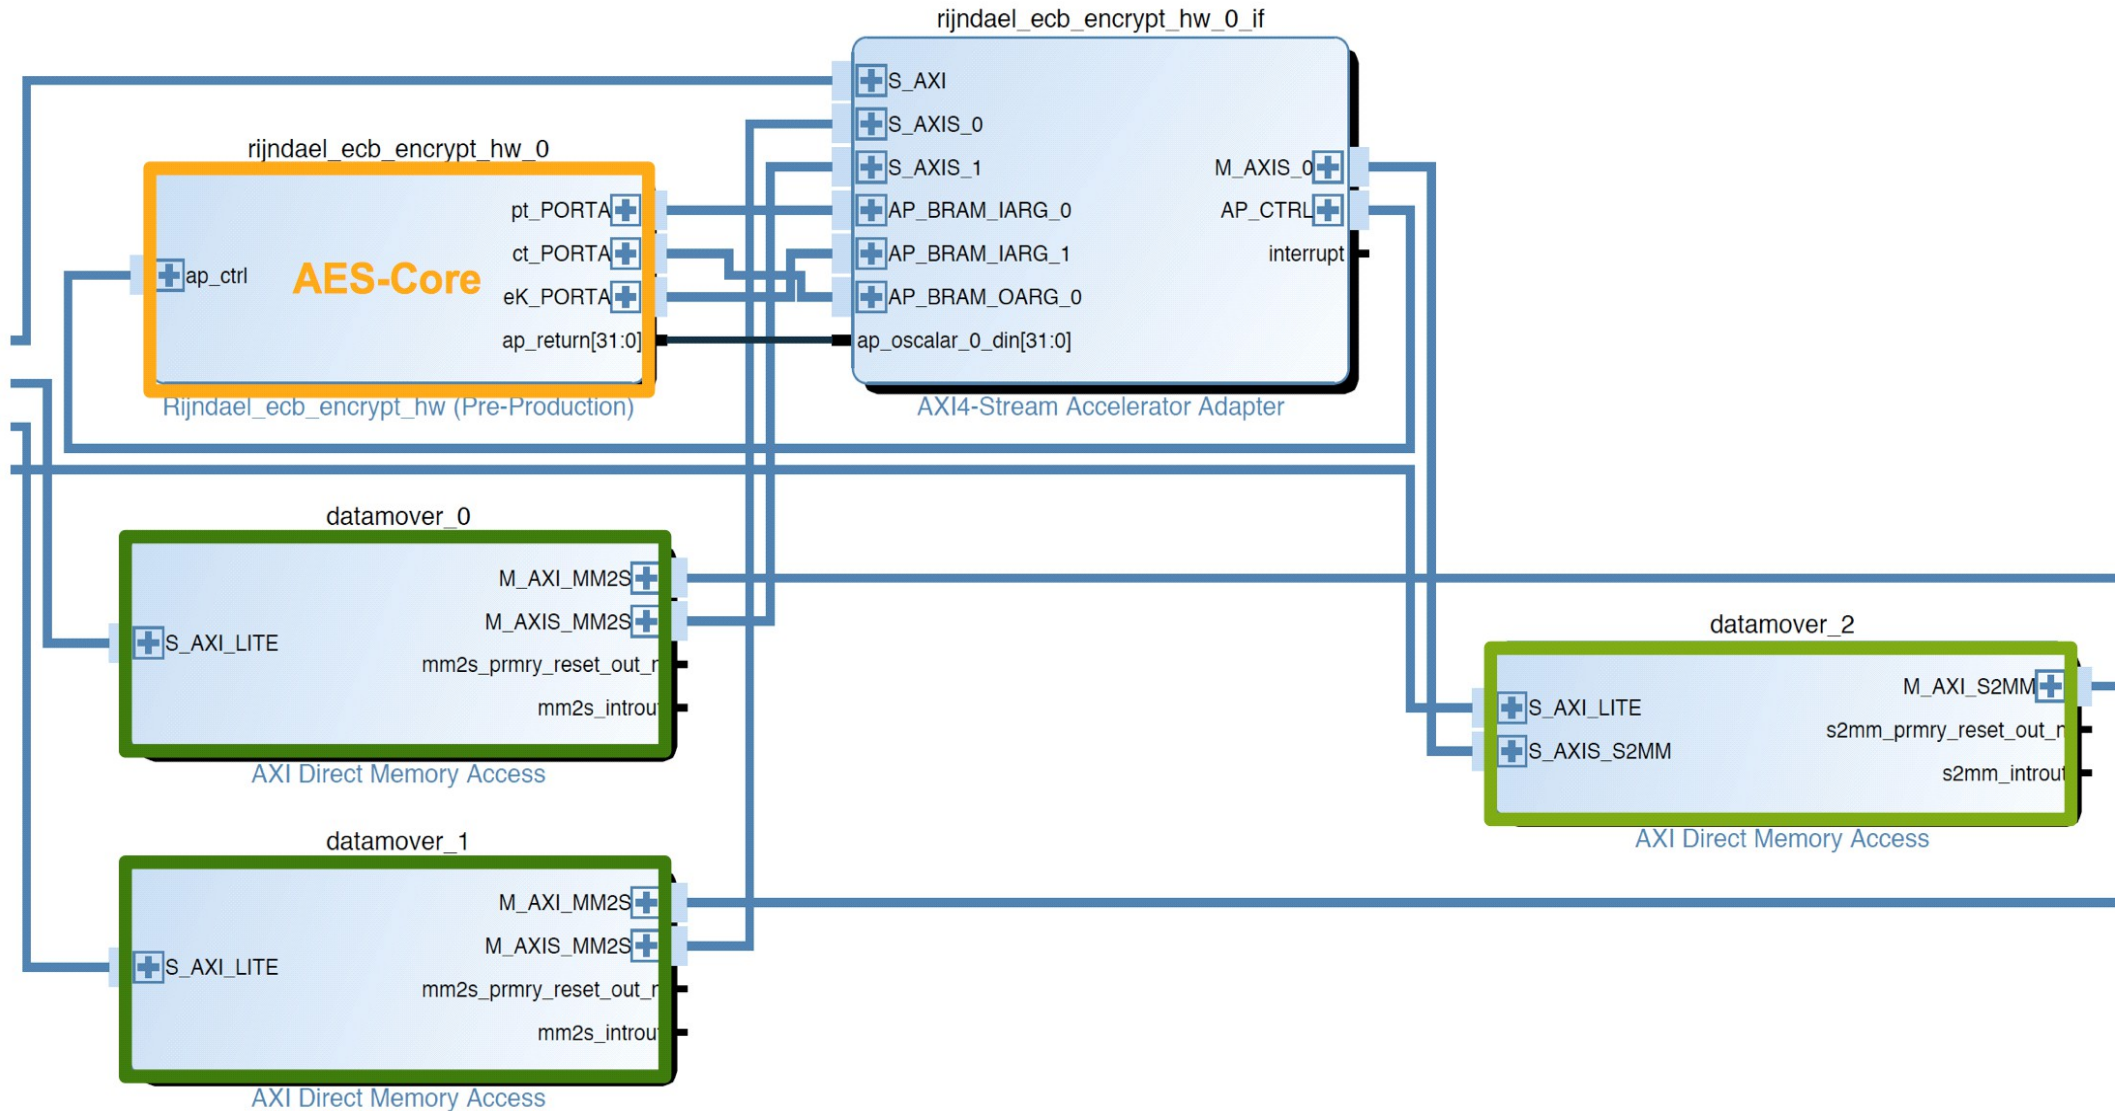 rijndael_ecb_encrypt_hw_0_if
S_AXI
S_AXIS_0
S_AXIS_1
AP_BRAM_IARG_0
AP_BRAM_IARG_1
AP_BRAM_OARG_0
ap_oscalar_0_din[31:0]
M_AXIS_0
AP_CTRL
interrupt
AXI4-Stream Accelerator Adapter
rijndael_ecb_encrypt_hw_0
ap_ctrl
AES-Core
pt_PORTA
ct_PORTA
eK_PORTA
ap_return[31:0]
Rijndael_ecb_encrypt_hw (Pre-Production)
datamover_0
S_AXI_LITE
M_AXI_MM2S
M_AXIS_MM2S
mm2s_prmry_reset_out_n
mm2s_introut
AXI Direct Memory Access
datamover_2
S_AXI_LITE
S_AXIS_S2MM
M_AXI_S2MM
s2mm_prmry_reset_out_n
s2mm_introut
AXI Direct Memory Access
datamover_1
S_AXI_LITE
M_AXI_MM2S
M_AXIS_MM2S
mm2s_prmry_reset_out_n
mm2s_introut
AXI Direct Memory Access